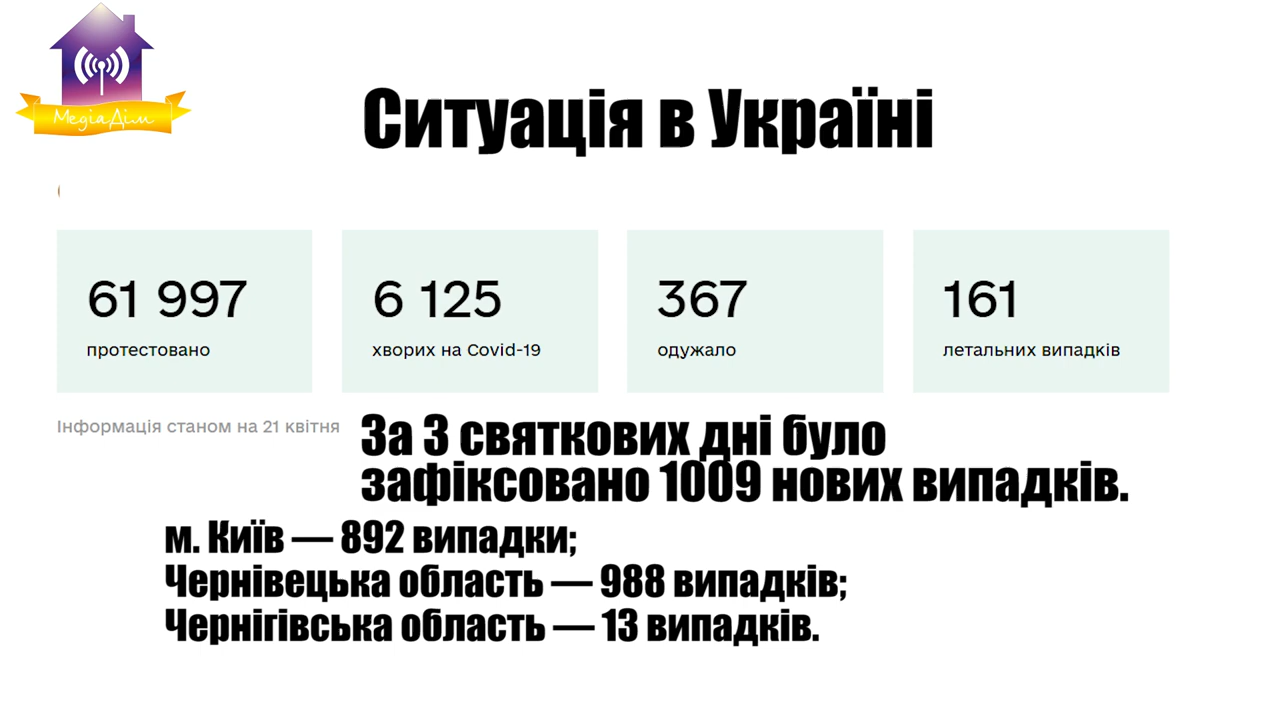 МедіаДім
Ситуація в Україні
61 997
протестовано
6 125
хворих на Covid-19
367
одужало
161
летальних випадків
Інформація станом на 21 квітня
За 3 святкових дні було
зафіксовано 1009 нових випадків.
м. Київ — 892 випадки;
Чернівецька область — 988 випадків;
Чернігівська область — 13 випадків.